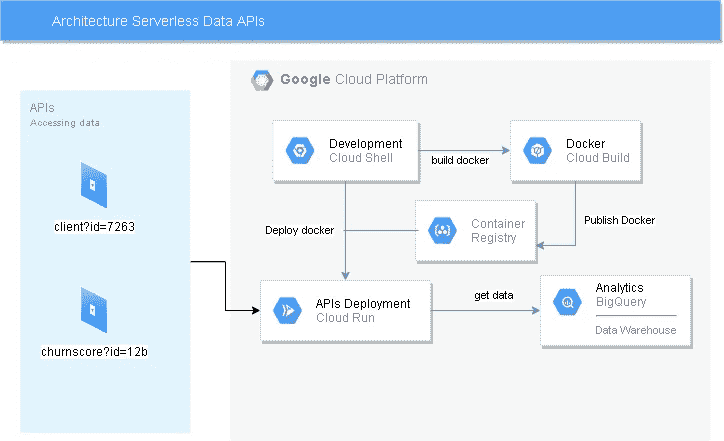 Architecture Serverless Data APIs
Google Cloud Platform
APIs
Accessing data
client?id=7263
churnscore?id=12b
Development
Cloud Shell
build docker
Docker
Cloud Build
Deploy docker
Container
Registry
Publish Docker
APIs Deployment
Cloud Run
get data
Analytics
BigQuery
Data Warehouse